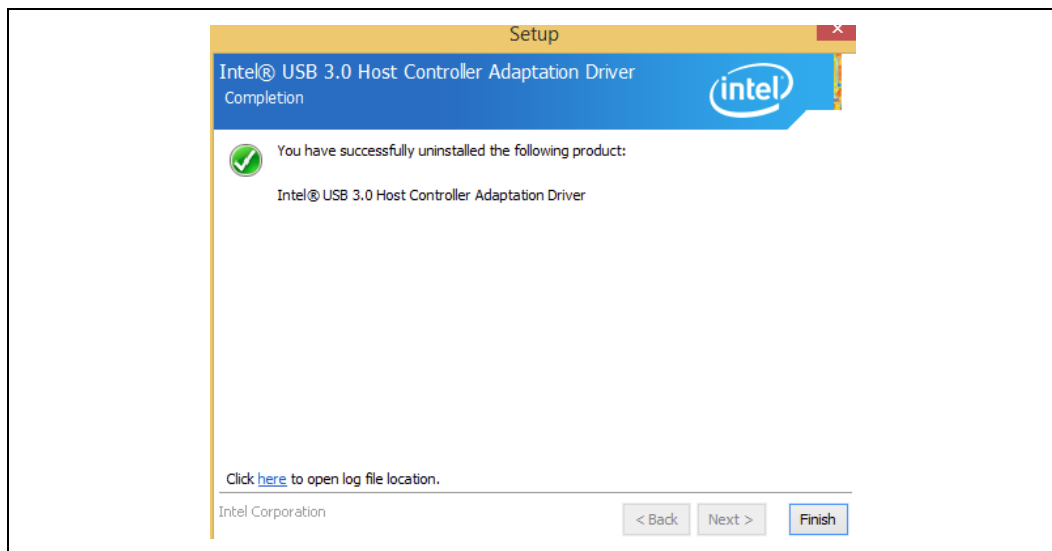 Setup
Intel® USB 3.0 Host Controller Adaptation Driver
Completion
intel
You have successfully uninstalled the following product:
Intel® USB 3.0 Host Controller Adaptation Driver
Click here to open log file location.
Intel Corporation
< Back Next > Finish